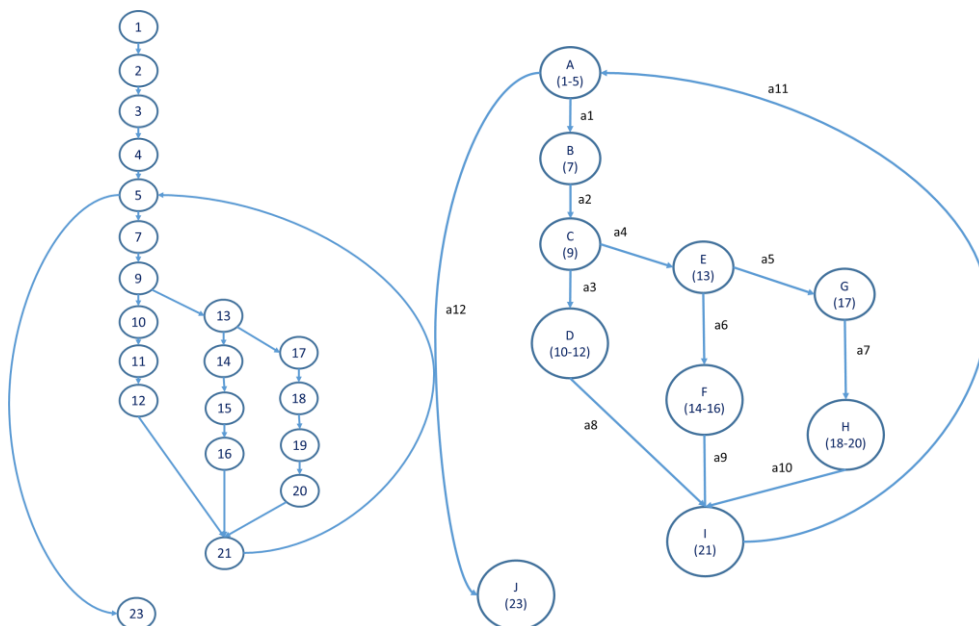 1
2
3
4
5
7
9
10
11
12
13
14
15
16
17
18
19
20
21
23
A
(1-5)
a11
a1
B
(7)
a2
C
(9)
a4
E
(13)
a5
G
(17)
a3
a12
a6
D
(10-12)
a7
F
(14-16)
a8
H
(18-20)
a9
a10
I
(21)
J
(23)